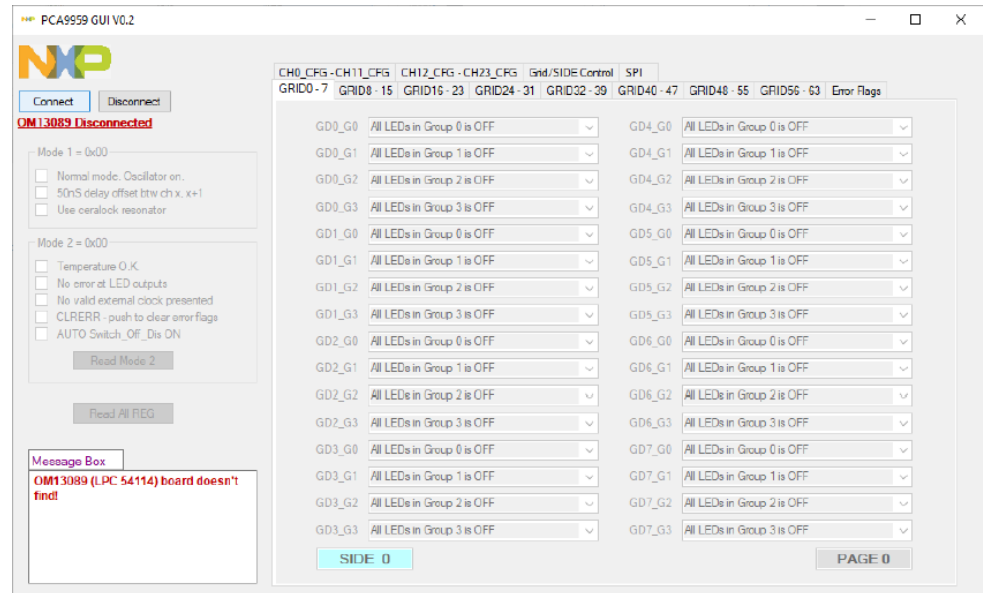 PCA9959 GUI V0.2
NXP
Connect Disconnect
OM13089 Disconnected
Mode 1 = 0x00
Normal mode. Oscillator on.
50nS delay offset btw ch x, x+1
Use ceralock resonator
Mode 2 = 0x00
Temperature O.K.
No error at LED outputs
No valid external clock presented
CLRERR - push to clear error flags
AUTO Switch_Off_Dis ON
Read Mode 2
Read All REG
Message Box
OM13089 (LPC 54114) board doesn't
find!
CH0_CFG - CH11_CFG CH12_CFG - CH23_CFG Grid/SIDE Control SPI
GRID0 - 7 GRID8 - 15 GRID16 - 23 GRID24 - 31 GRID32 - 39 GRID40 - 47 GRID48 - 55 GRID56 - 63 Error Flags
GD0_G0 All LEDs in Group 0 is OFF GD4_G0 All LEDs in Group 0 is OFF
GD0_G1 All LEDs in Group 1 is OFF GD4_G1 All LEDs in Group 1 is OFF
GD0_G2 All LEDs in Group 2 is OFF GD4_G2 All LEDs in Group 2 is OFF
GD0_G3 All LEDs in Group 3 is OFF GD4_G3 All LEDs in Group 3 is OFF
GD1_G0 All LEDs in Group 0 is OFF GD5_G0 All LEDs in Group 0 is OFF
GD1_G1 All LEDs in Group 1 is OFF GD5_G1 All LEDs in Group 1 is OFF
GD1_G2 All LEDs in Group 2 is OFF GD5_G2 All LEDs in Group 2 is OFF
GD1_G3 All LEDs in Group 3 is OFF GD5_G3 All LEDs in Group 3 is OFF
GD2_G0 All LEDs in Group 0 is OFF GD6_G0 All LEDs in Group 0 is OFF
GD2_G1 All LEDs in Group 1 is OFF GD6_G1 All LEDs in Group 1 is OFF
GD2_G2 All LEDs in Group 2 is OFF GD6_G2 All LEDs in Group 2 is OFF
GD2_G3 All LEDs in Group 3 is OFF GD6_G3 All LEDs in Group 3 is OFF
GD3_G0 All LEDs in Group 0 is OFF GD7_G0 All LEDs in Group 0 is OFF
GD3_G1 All LEDs in Group 1 is OFF GD7_G1 All LEDs in Group 1 is OFF
GD3_G2 All LEDs in Group 2 is OFF GD7_G2 All LEDs in Group 2 is OFF
GD3_G3 All LEDs in Group 3 is OFF GD7_G3 All LEDs in Group 3 is OFF
SIDE 0 PAGE 0